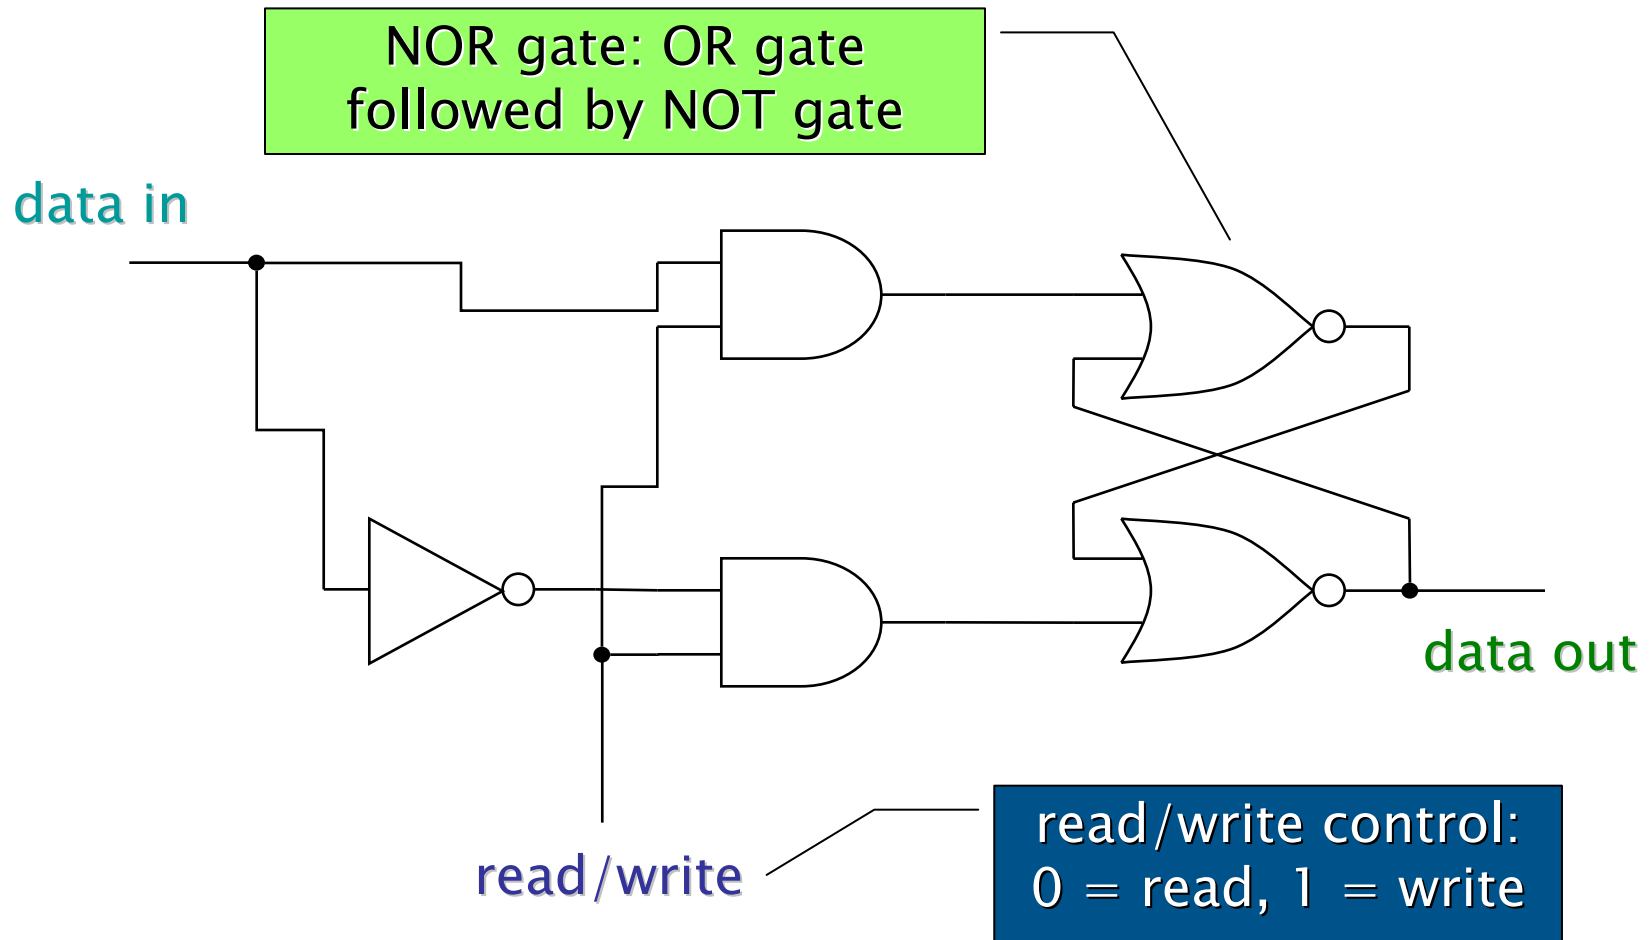 NOR gate: OR gate
followed by NOT gate
data in
data out
read/write
read/write control:
0 = read, 1 = write